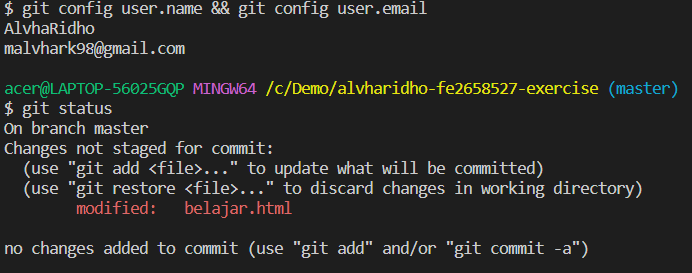 $ git config user.name && git config user.email
AlvhaRidho
malvhark98@gmail.com
acer@LAPTOP-56025GQP MINGW64 /c/Demo/alvharidho-fe2658527-exercise (master)
$ git status
On branch master
Changes not staged for commit:
  (use "git add <file>..." to update what will be committed)
  (use "git restore <file>..." to discard changes in working directory)
        modified:   belajar.html
no changes added to commit (use "git add" and/or "git commit -a")